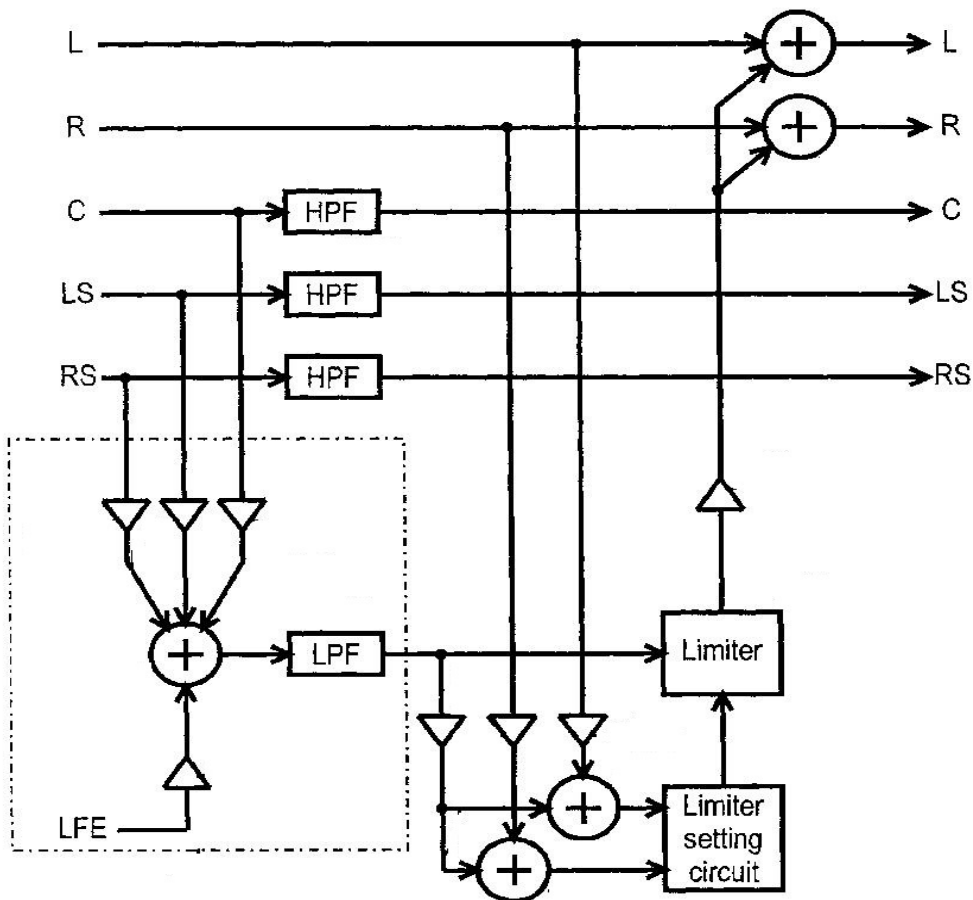 L
L
R
R
C
HPF
C
LS
HPF
LS
RS
HPF
RS
LPF
Limiter
LFE
Limiter
setting
circuit